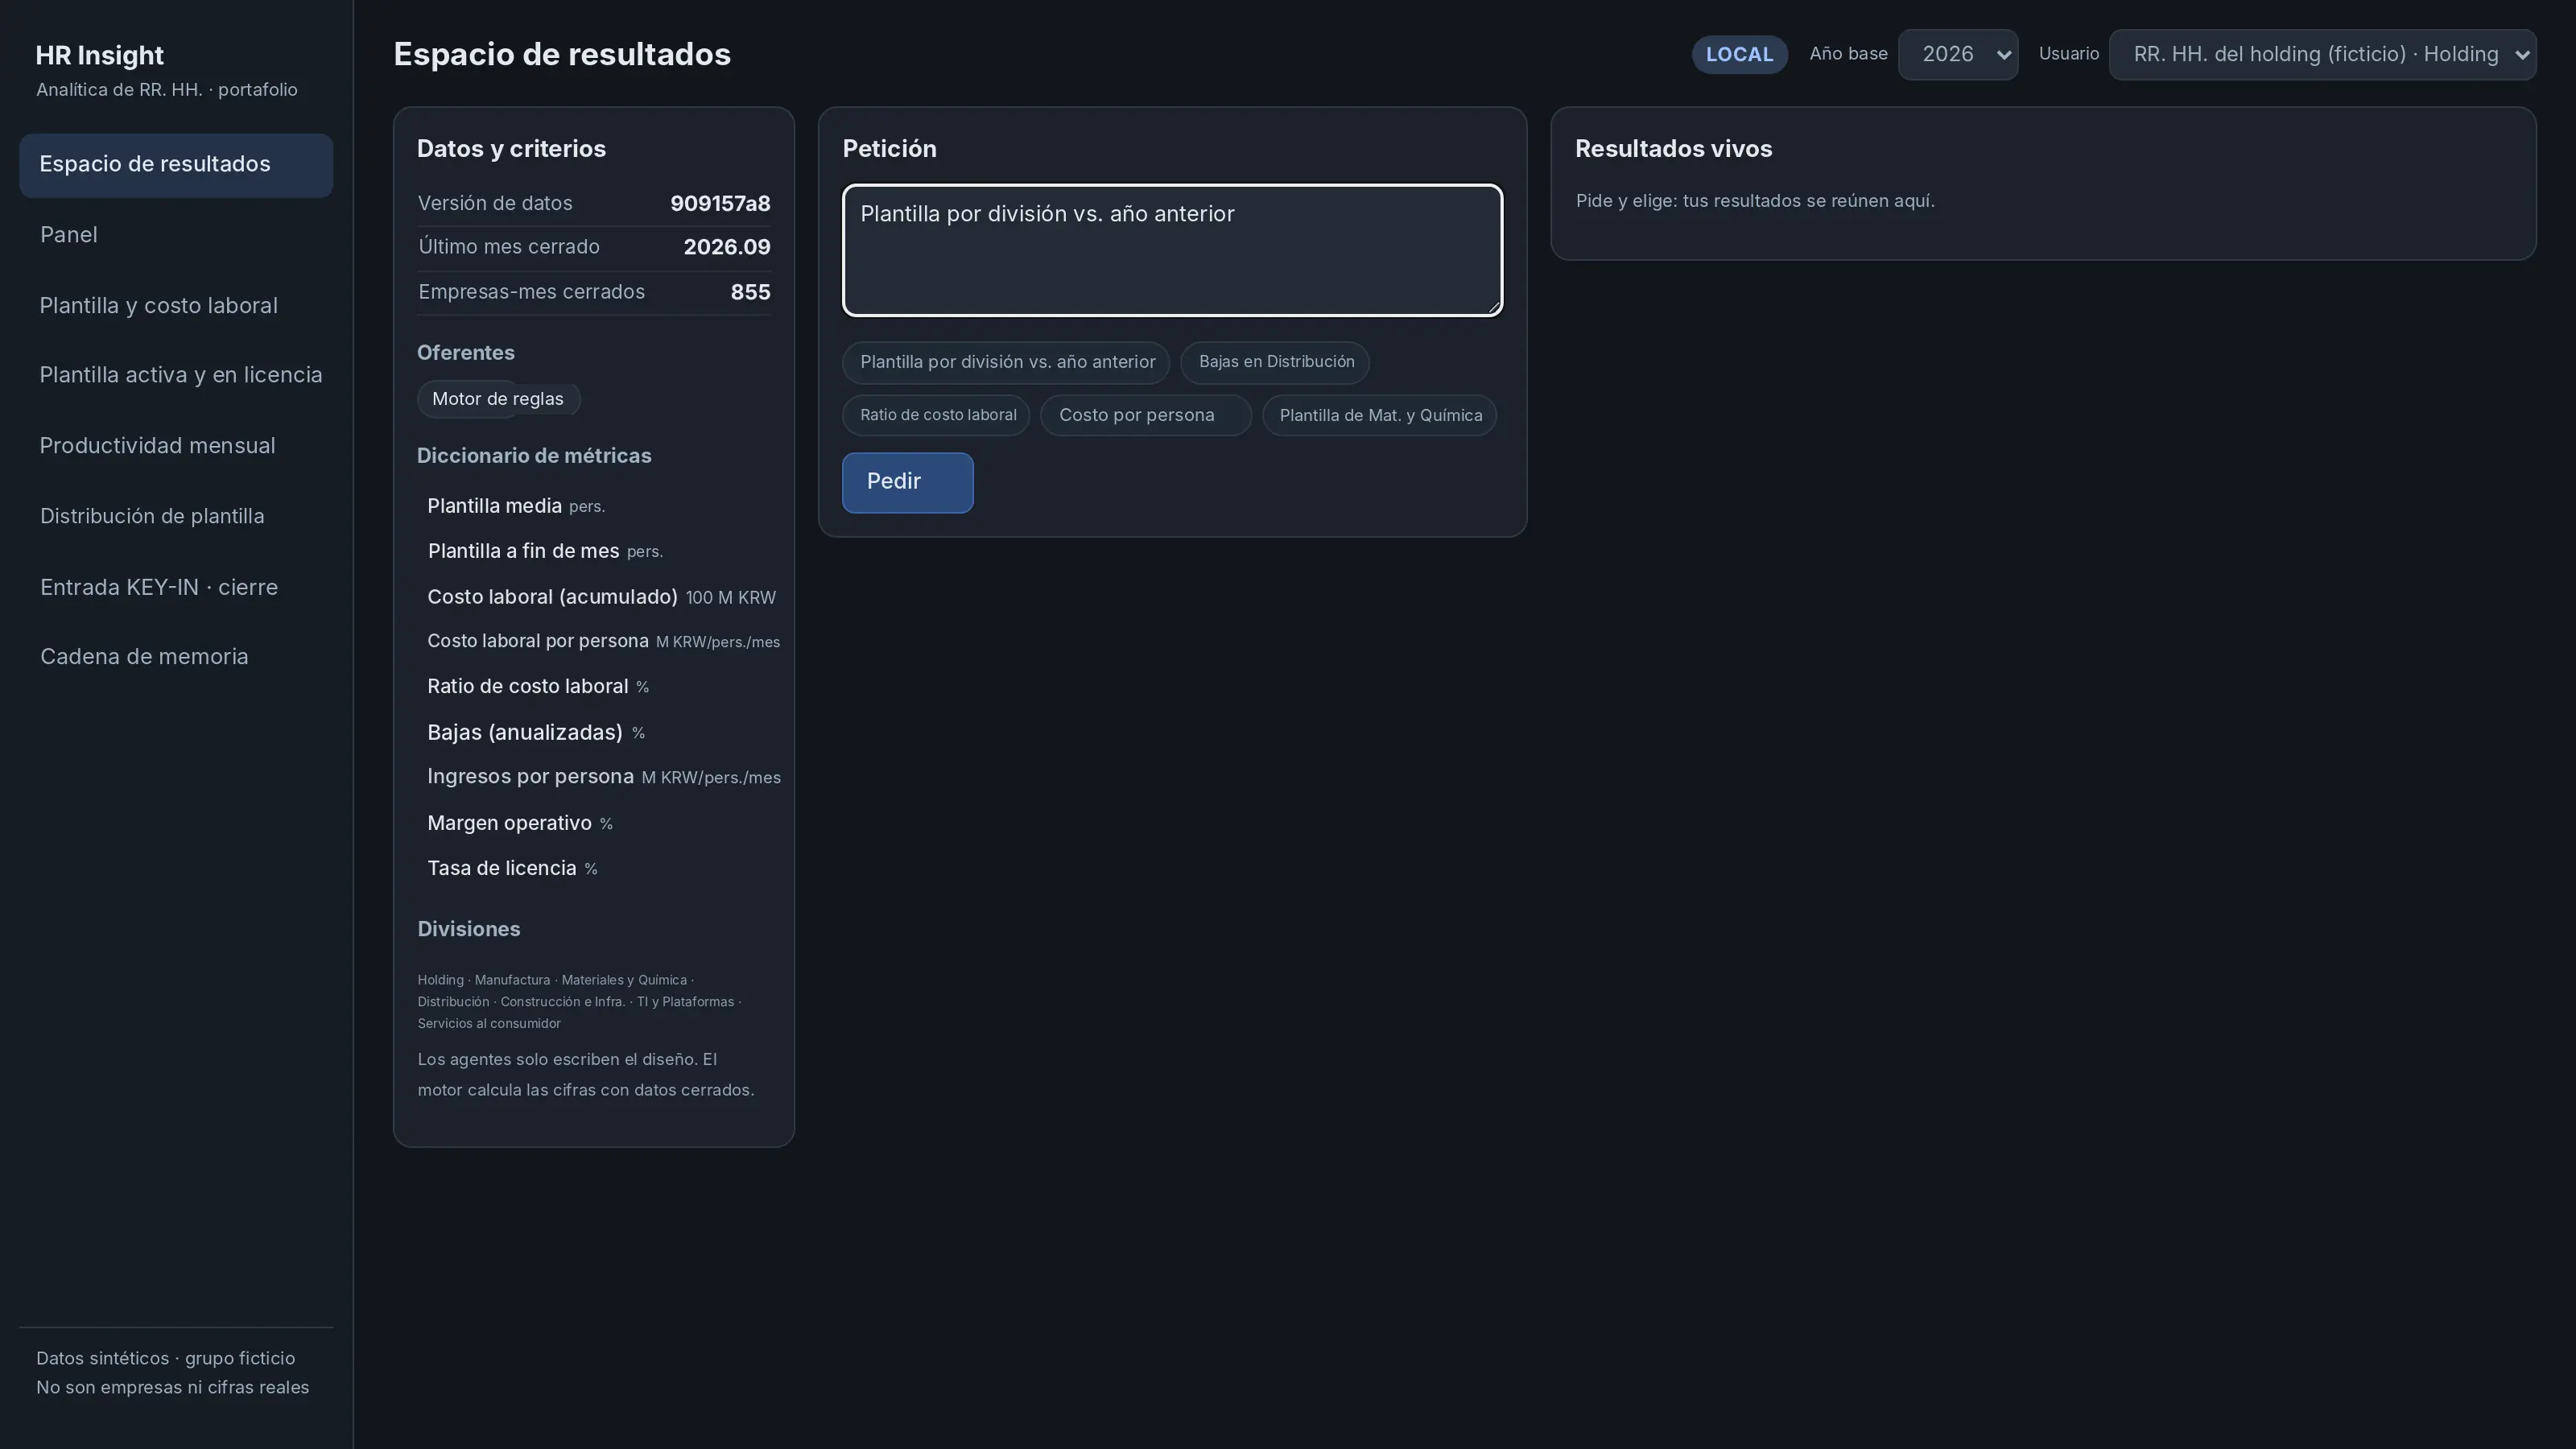 HR Insight
Analítica de RR. HH. · portafolio
Espacio de resultados
Panel
Plantilla y costo laboral
Plantilla activa y en licencia
Productividad mensual
Distribución de plantilla
Entrada KEY-IN · cierre
Cadena de memoria
Datos sintéticos · grupo ficticio
No son empresas ni cifras reales
Espacio de resultados
LOCAL
Año base
2026
Usuario
RR. HH. del holding (ficticio) · Holding
Datos y criterios
Versión de datos 909157a8
Último mes cerrado 2026.09
Empresas-mes cerrados 855
Oferentes
Motor de reglas
Diccionario de métricas
Plantilla media pers.
Plantilla a fin de mes pers.
Costo laboral (acumulado) 100 M KRW
Costo laboral por persona M KRW/pers./mes
Ratio de costo laboral %
Bajas (anualizadas) %
Ingresos por persona M KRW/pers./mes
Margen operativo %
Tasa de licencia %
Divisiones
Holding · Manufactura · Materiales y Química ·
Distribución · Construcción e Infra. · TI y Plataformas ·
Servicios al consumidor
Los agentes solo escriben el diseño. El
motor calcula las cifras con datos cerrados.
Petición
Plantilla por división vs. año anterior
Plantilla por división vs. año anterior
Bajas en Distribución
Ratio de costo laboral
Costo por persona
Plantilla de Mat. y Química
Pedir
Resultados vivos
Pide y elige: tus resultados se reúnen aquí.